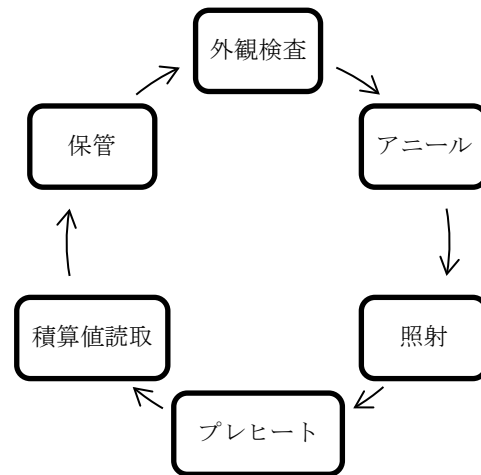 外観検査
アニール
照射
プレヒート
積算値読取
保管